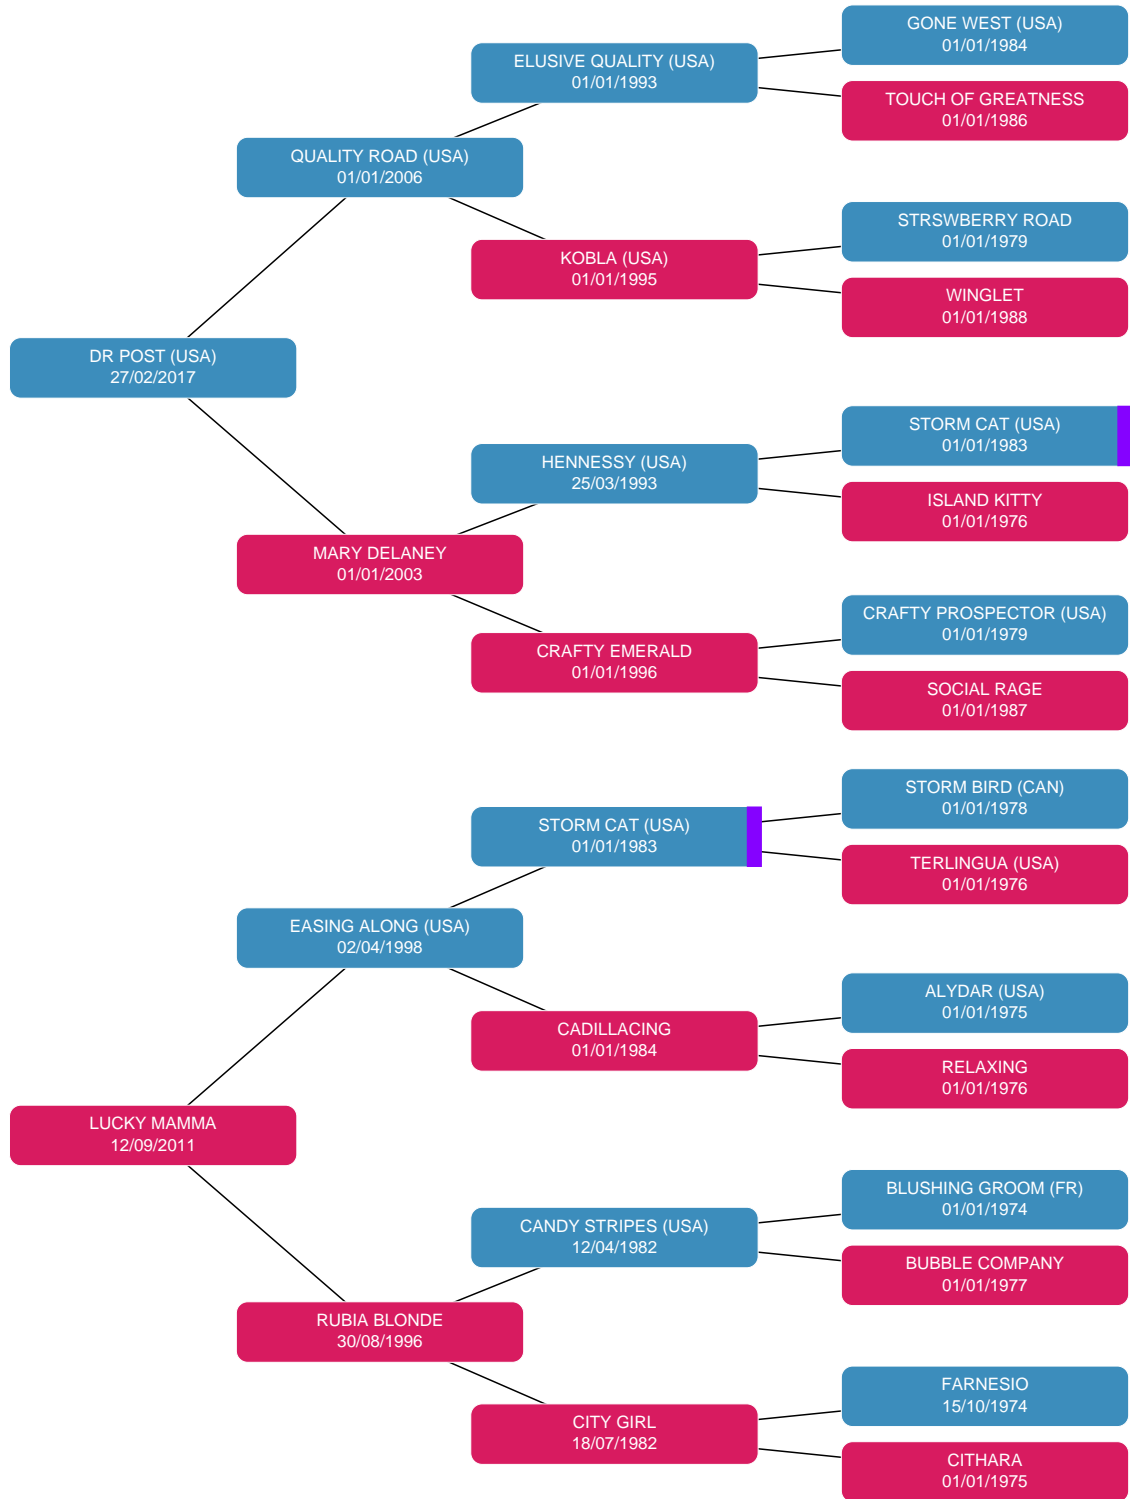 GONE WEST (USA)
01/01/1984
ELUSIVE QUALITY (USA)
01/01/1993
TOUCH OF GREATNESS
01/01/1986
QUALITY ROAD (USA)
01/01/2006
STRSWBERRY ROAD
01/01/1979
KOBLA (USA)
01/01/1995
WINGLET
01/01/1988
DR POST (USA)
27/02/2017
STORM CAT (USA)
01/01/1983
HENNESSY (USA)
25/03/1993
ISLAND KITTY
01/01/1976
MARY DELANEY
01/01/2003
CRAFTY PROSPECTOR (USA)
01/01/1979
CRAFTY EMERALD
01/01/1996
SOCIAL RAGE
01/01/1987
STORM BIRD (CAN)
01/01/1978
STORM CAT (USA)
01/01/1983
TERLINGUA (USA)
01/01/1976
EASING ALONG (USA)
02/04/1998
ALYDAR (USA)
01/01/1975
CADILLACING
01/01/1984
RELAXING
01/01/1976
LUCKY MAMMA
12/09/2011
BLUSHING GROOM (FR)
01/01/1974
CANDY STRIPES (USA)
12/04/1982
BUBBLE COMPANY
01/01/1977
RUBIA BLONDE
30/08/1996
FARNESIO
15/10/1974
CITY GIRL
18/07/1982
CITHARA
01/01/1975